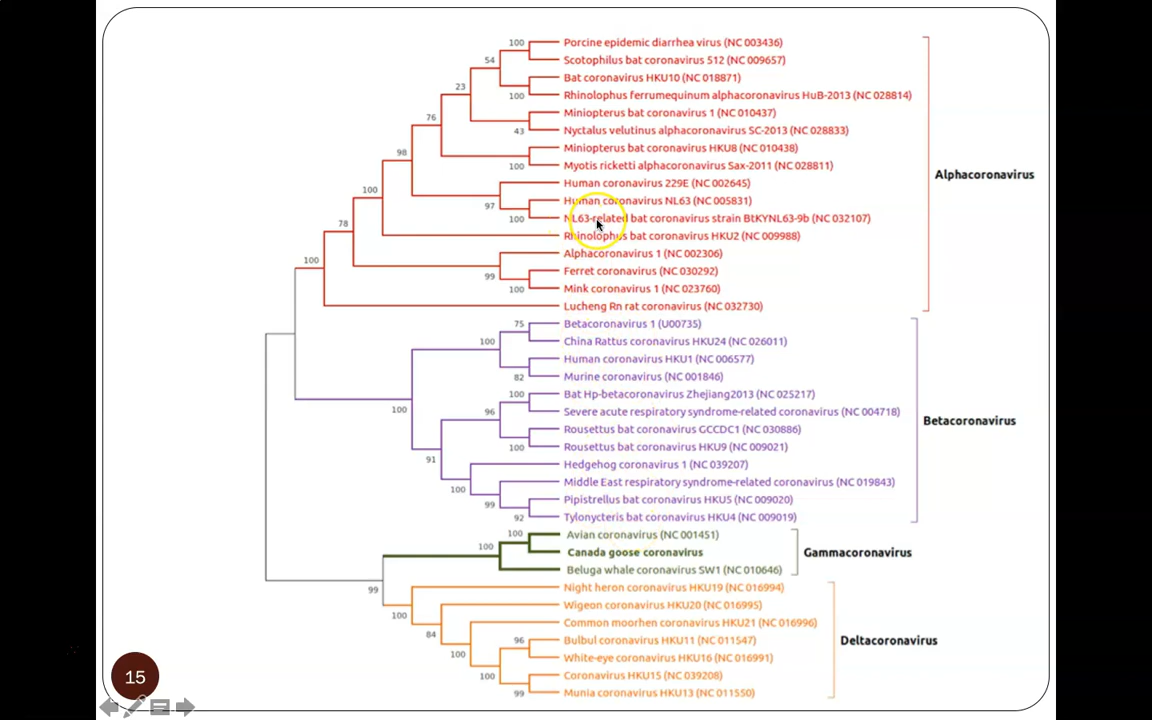 100 Porcine epidemic diarrhea virus (NC 003436)
54 Scotophilus bat coronavirus 512 (NC 009657)
Bat coronavirus HKU10 (NC 018871)
23 100 Rhinolophus ferrumequinum alphacoronavirus HuB-2013 (NC 028814)
76 Miniopterus bat coronavirus 1 (NC 010437)
43 Nyctalus velutinus alphacoronavirus SC-2013 (NC 028833)
98 Miniopterus bat coronavirus HKU8 (NC 010438)
100 Myotis ricketti alphacoronavirus Sax-2011 (NC 028811)
Alphacoronavirus
100 Human coronavirus 229E (NC 002645)
97 Human coronavirus NL63 (NC 005831)
78 100 NL63-related bat coronavirus strain BtKYNL63-9b (NC 032107)
Rhinolophus bat coronavirus HKU2 (NC 009988)
100 Alphacoronavirus 1 (NC 002306)
99 Ferret coronavirus (NC 030292)
100 Mink coronavirus 1 (NC 023760)
Lucheng Rn rat coronavirus (NC 032730)
75 Betacoronavirus 1 (U00735)
100 China Rattus coronavirus HKU24 (NC 026011)
Human coronavirus HKU1 (NC 006577)
82 Murine coronavirus (NC 001846)
100 Bat Hp-betacoronavirus Zhejiang2013 (NC 025217)
100 96 Severe acute respiratory syndrome-related coronavirus (NC 004718)
Betacoronavirus
Rousettus bat coronavirus GCCDC1 (NC 030886)
100 Rousettus bat coronavirus HKU9 (NC 009021)
91 Hedgehog coronavirus 1 (NC 039207)
100 Middle East respiratory syndrome-related coronavirus (NC 019843)
99 Pipistrellus bat coronavirus HKU5 (NC 009020)
92 Tylonycteris bat coronavirus HKU4 (NC 009019)
100 Avian coronavirus (NC 001451)
100 Canada goose coronavirus
Gammacoronavirus
Beluga whale coronavirus SW1 (NC 010646)
99 Night heron coronavirus HKU19 (NC 016994)
100 Wigeon coronavirus HKU20 (NC 016995)
84 Common moorhen coronavirus HKU21 (NC 016996)
96 Bulbul coronavirus HKU11 (NC 011547)
Deltacoronavirus
100 White-eye coronavirus HKU16 (NC 016991)
100 Coronavirus HKU15 (NC 039208)
99 Munia coronavirus HKU13 (NC 011550)
15